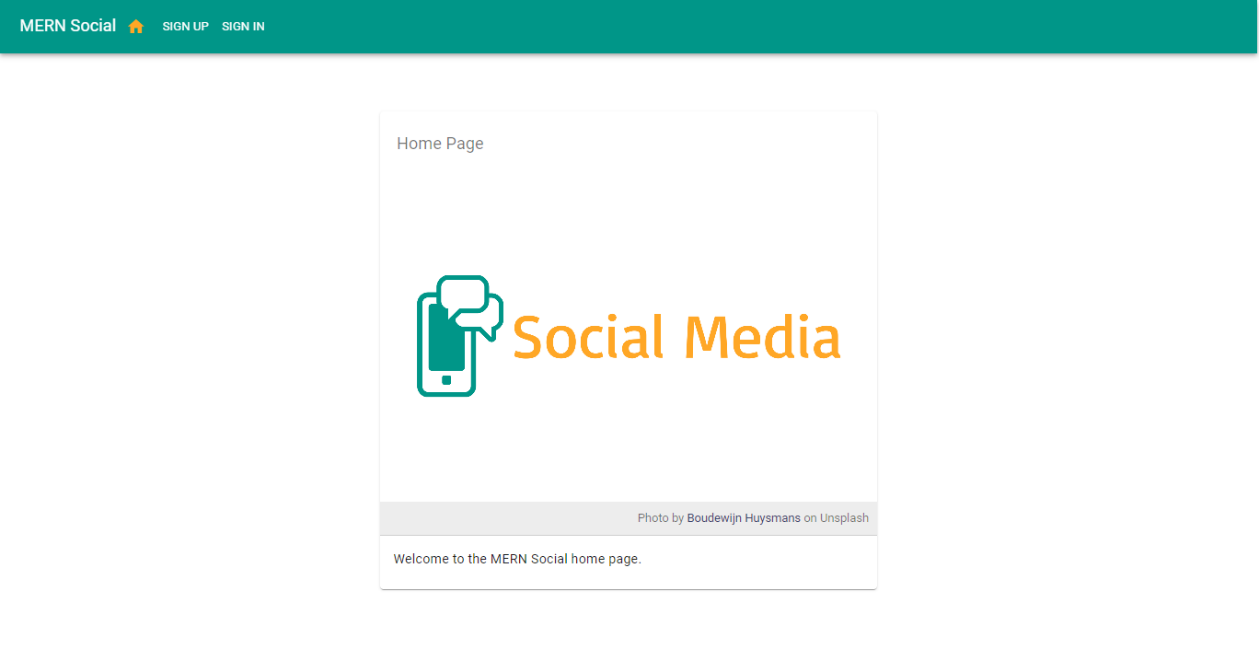 MERN Social SIGN UP SIGN IN
Home Page
Social Media
Photo by Boudewijn Huysmans on Unsplash
Welcome to the MERN Social home page.